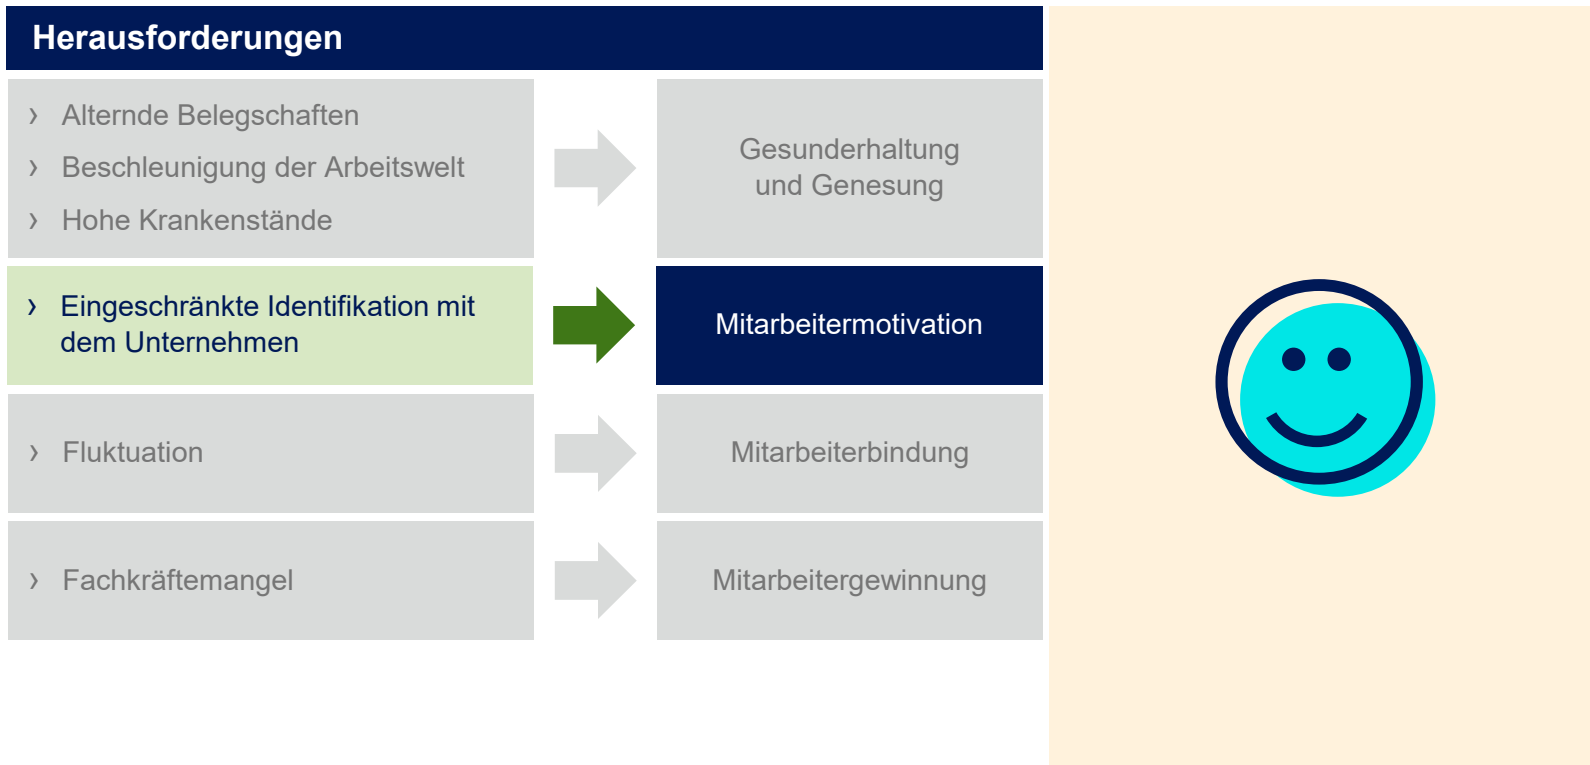 Herausforderungen
› Alternde Belegschaften
› Beschleunigung der Arbeitswelt
› Hohe Krankenstände
Gesunderhaltung
und Genesung
› Eingeschränkte Identifikation mit
dem Unternehmen
Mitarbeitermotivation
› Fluktuation
Mitarbeiterbindung
› Fachkräftemangel
Mitarbeitergewinnung